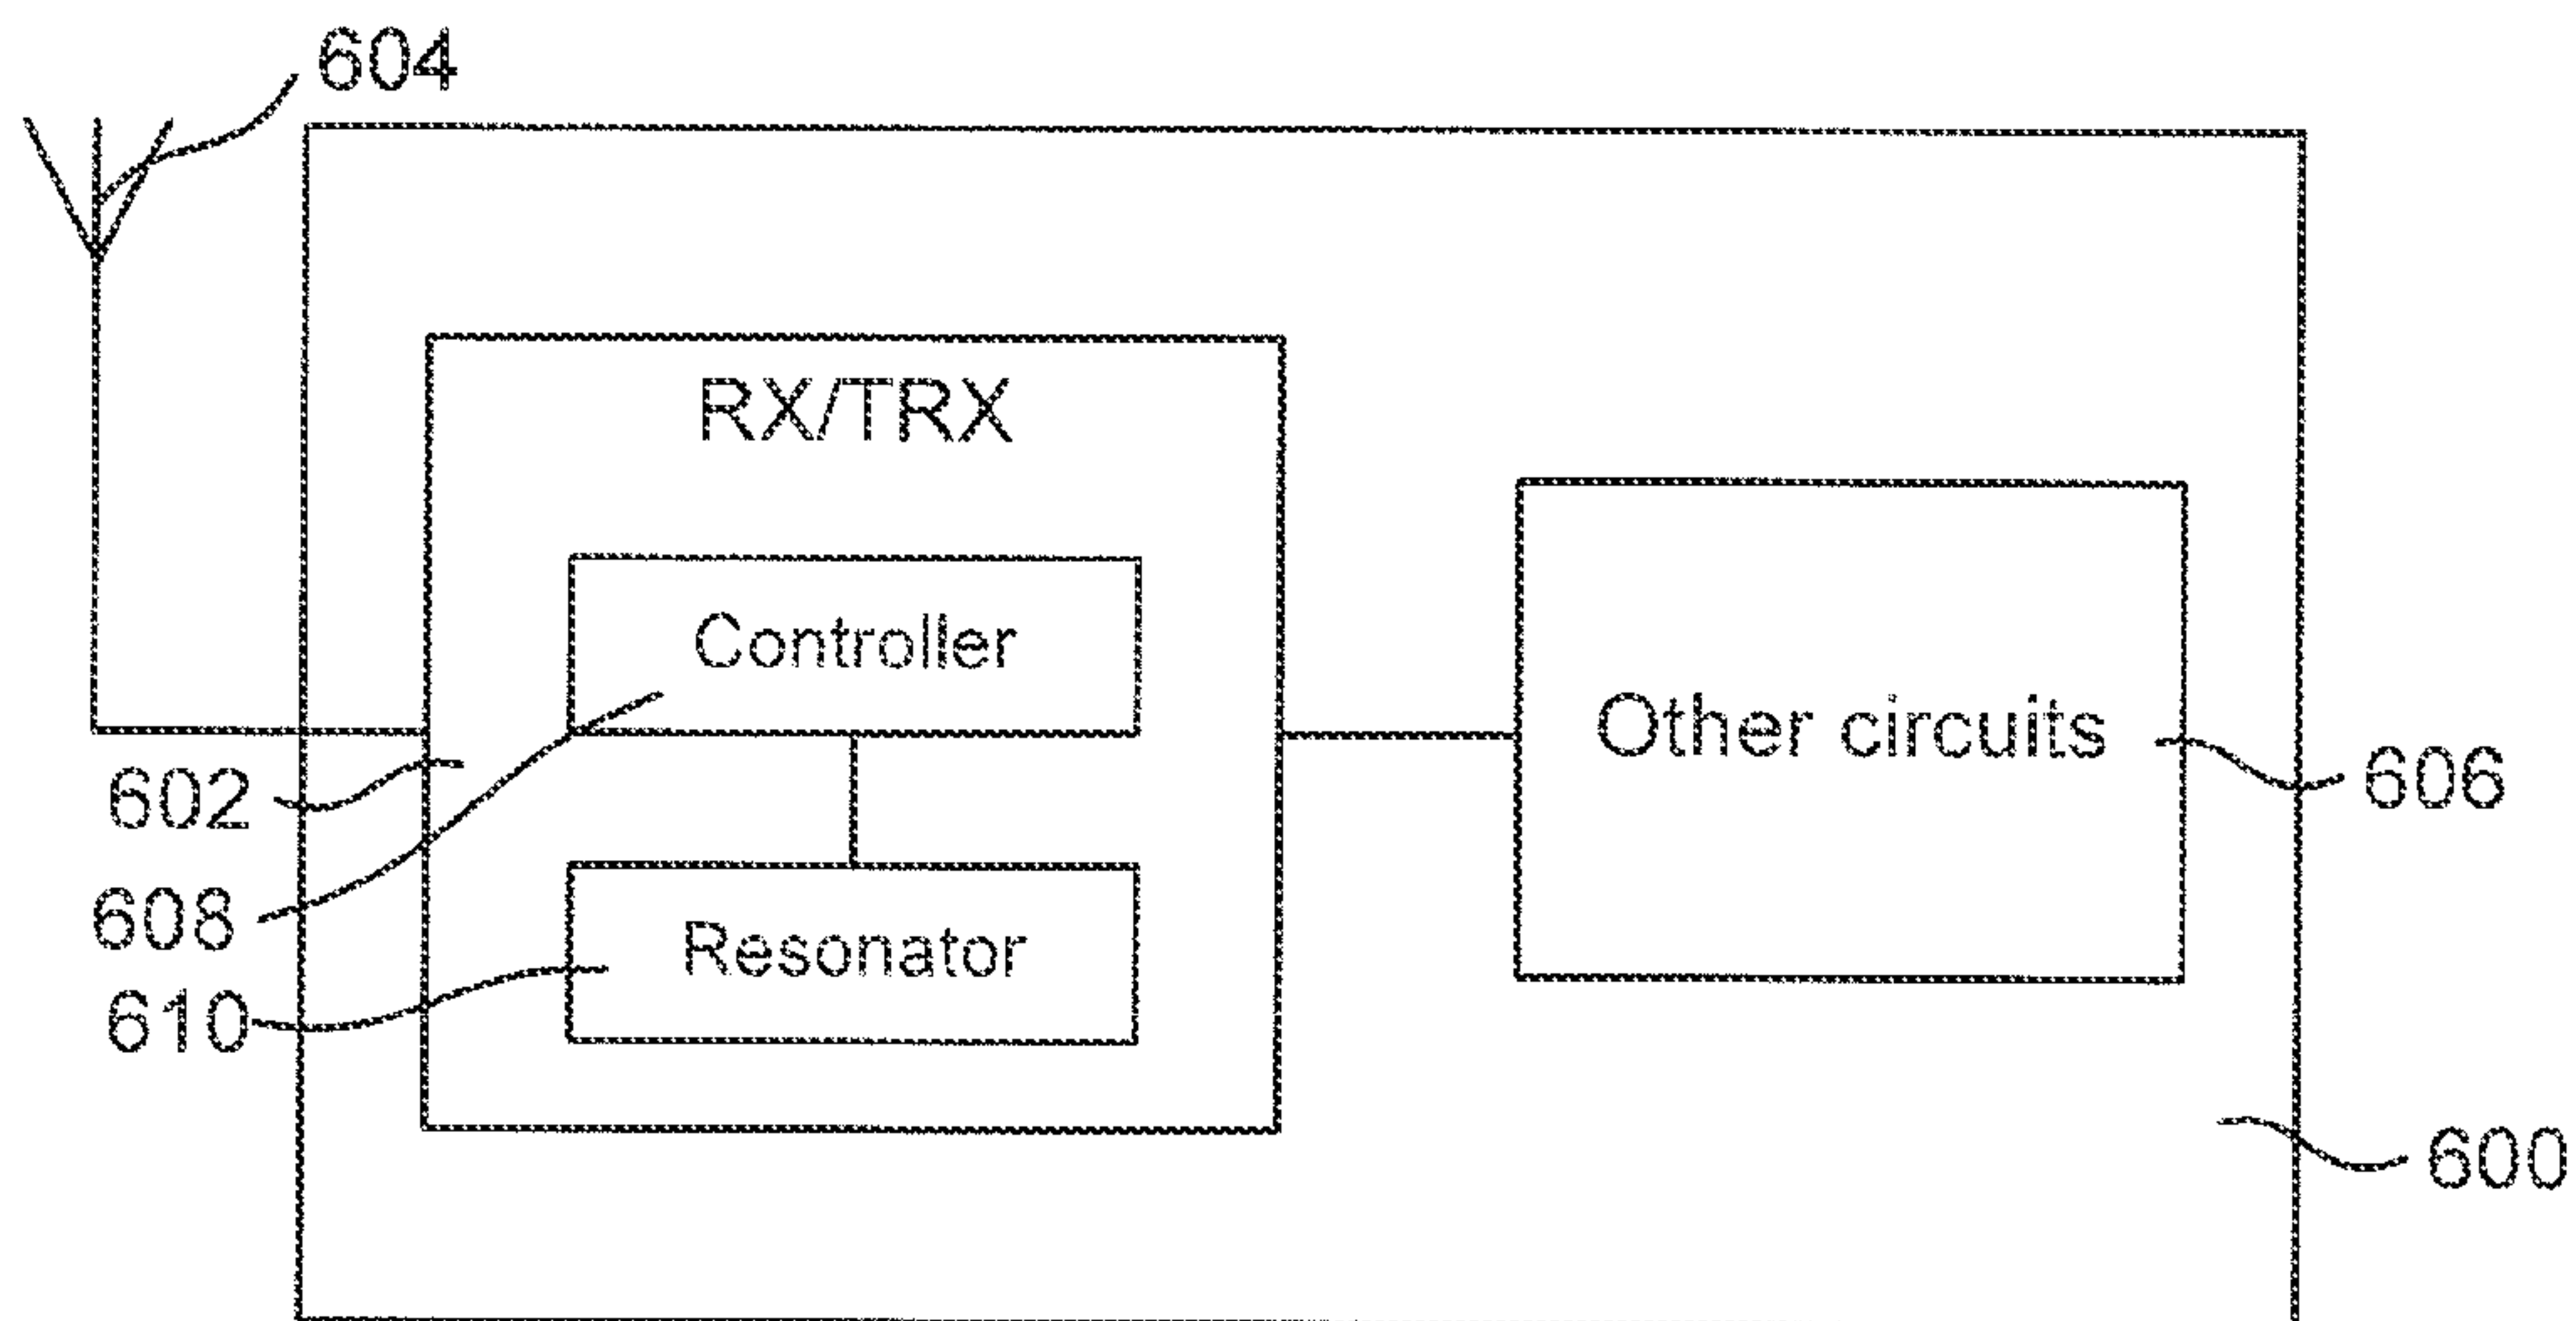 604
RX/TRX
Controller
Other circuits
602
606
608
Resonator
610
600